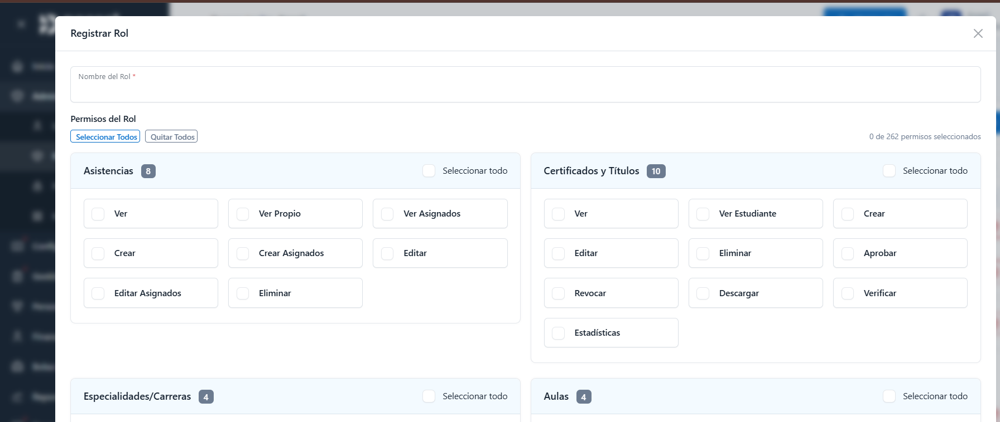 Registrar Rol
Nombre del Rol *
Permisos del Rol
Seleccionar Todos Quitar Todos 0 de 262 permisos seleccionados
Asistencias 8 Seleccionar todo
Ver Ver Propio Ver Asignados
Crear Crear Asignados Editar
Editar Asignados Eliminar
Certificados y Títulos 10 Seleccionar todo
Ver Ver Estudiante Crear
Editar Eliminar Aprobar
Revocar Descargar Verificar
Estadísticas
Especialidades/Carreras 4 Seleccionar todo
Aulas 4 Seleccionar todo